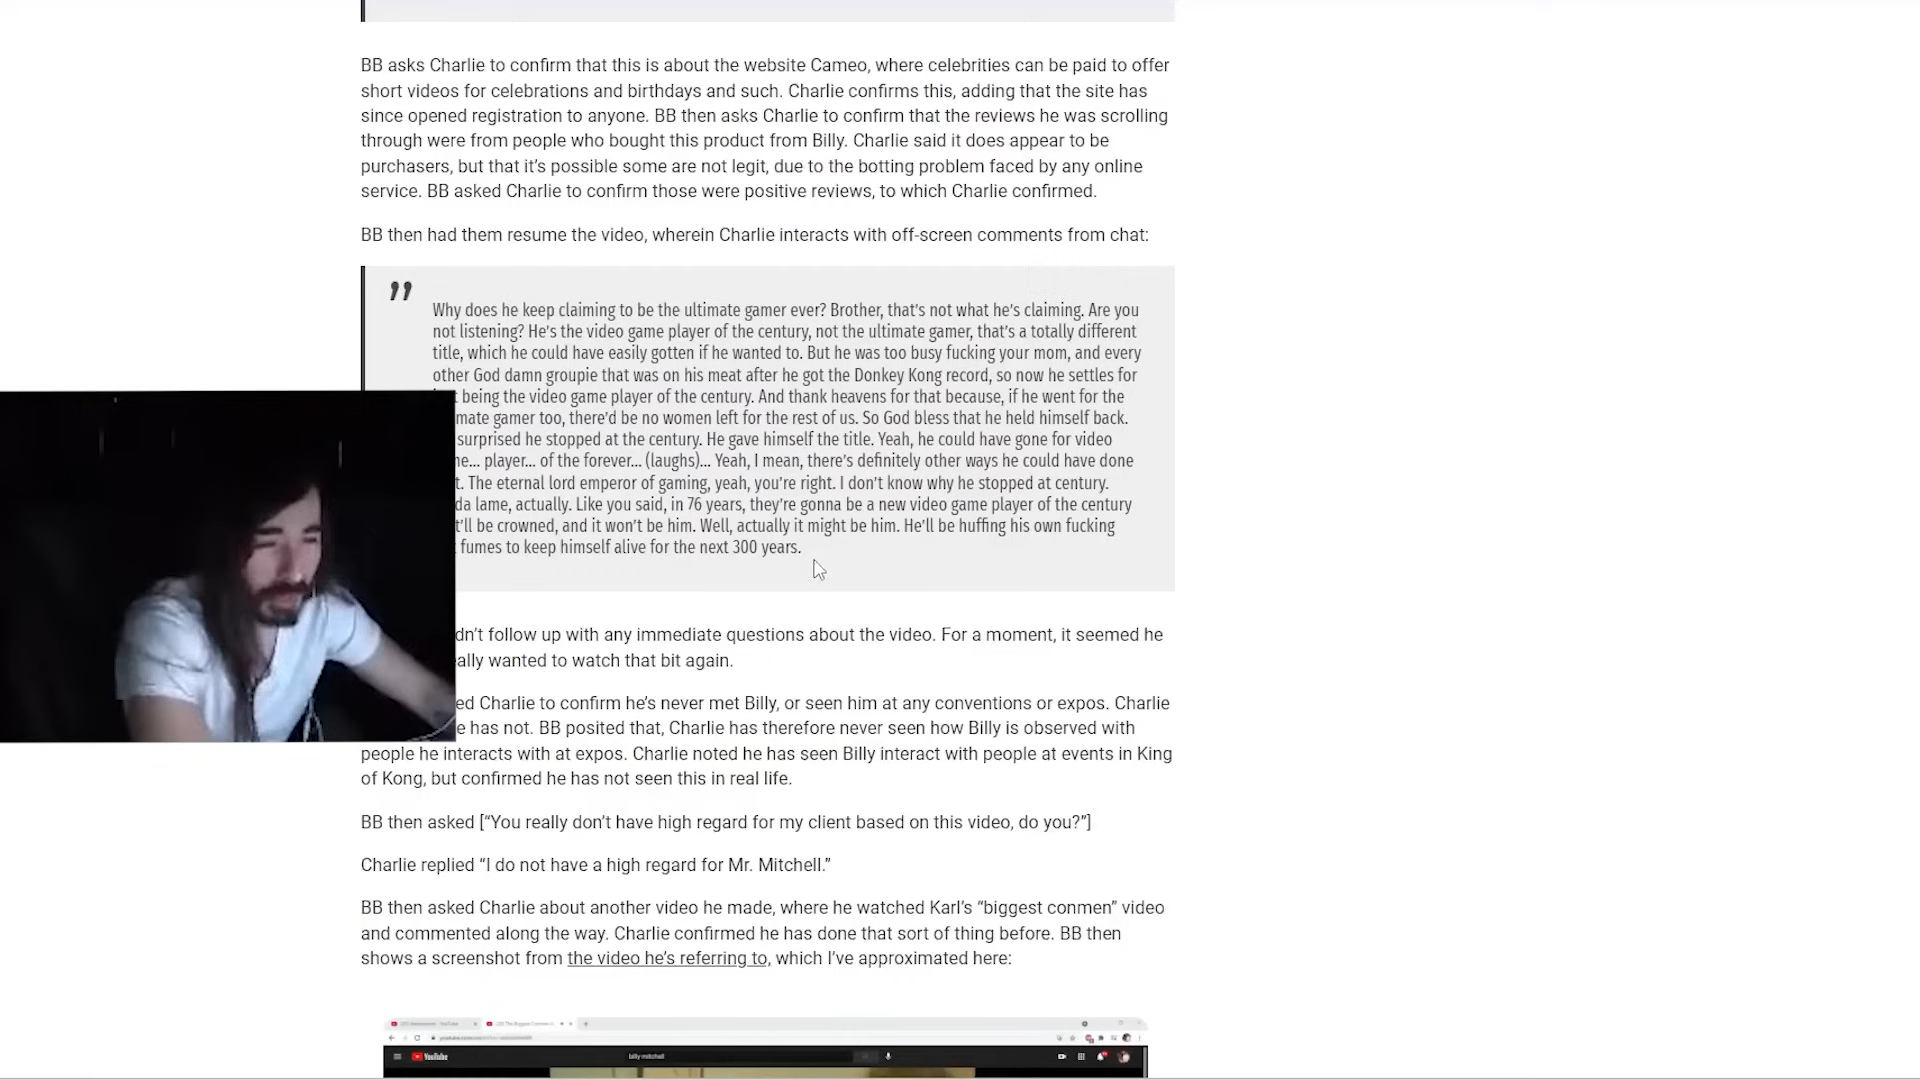 BB asks Charlie to confirm that this is about the website Cameo, where celebrities can be paid to offer
short videos for celebrations and birthdays and such. Charlie confirms this, adding that the site has
since opened registration to anyone. BB then asks Charlie to confirm that the reviews he was scrolling
through were from people who bought this product from Billy. Charlie said it does appear to be
purchasers, but that it’s possible some are not legit, due to the botting problem faced by any online
service. BB asked Charlie to confirm those were positive reviews, to which Charlie confirmed.
BB then had them resume the video, wherein Charlie interacts with off-screen comments from chat:
”
Why does he keep claiming to be the ultimate gamer ever? Brother, that's not what he's claiming. Are you
not listening? He's the video game player of the century, not the ultimate gamer, that's a totally different
title, which he could have easily gotten if he wanted to. But he was too busy fucking your mom, and every
other God damn groupie that was on his meat after he got the Donkey Kong record, so now he settles for
being the video game player of the century. And thank heavens for that because, if he went for the
mate gamer too, there'd be no women left for the rest of us. So God bless that he held himself back.
surprised he stopped at the century. He gave himself the title. Yeah, he could have gone for video
e... player... of the forever... (laughs)... Yeah, I mean, there's definitely other ways he could have done
t. The eternal lord emperor of gaming, yeah, you're right. I don't know why he stopped at century.
da lame, actually. Like you said, in 76 years, they're gonna be a new video game player of the century
t'll be crowned, and it won't be him. Well, actually it might be him. He'll be huffing his own fucking
fumes to keep himself alive for the next 300 years.
dn’t follow up with any immediate questions about the video. For a moment, it seemed he
ally wanted to watch that bit again.
ed Charlie to confirm he’s never met Billy, or seen him at any conventions or expos. Charlie
e has not. BB posited that, Charlie has therefore never seen how Billy is observed with
people he interacts with at expos. Charlie noted he has seen Billy interact with people at events in King
of Kong, but confirmed he has not seen this in real life.
BB then asked [“You really don’t have high regard for my client based on this video, do you?”]
Charlie replied “I do not have a high regard for Mr. Mitchell.”
BB then asked Charlie about another video he made, where he watched Karl’s “biggest conmen” video
and commented along the way. Charlie confirmed he has done that sort of thing before. BB then
shows a screenshot from the video he’s referring to, which I’ve approximated here:
YouTube
billy mitchell